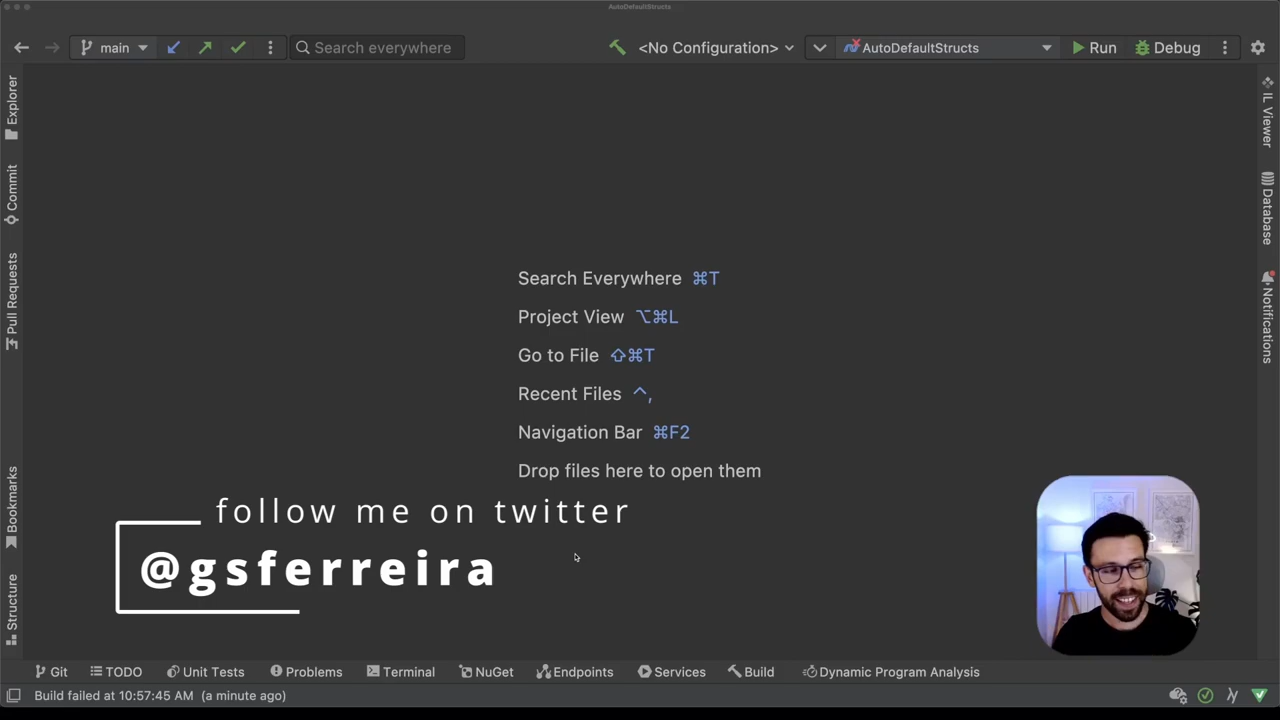 AutoDefaultStructs
main
Search everywhere
<No Configuration>
AutoDefaultStructs
Run
Debug
Explorer
Commit
Pull Requests
Bookmarks
Structure
IL Viewer
Database
Notifications
Search Everywhere ⌘T
Project View ⌥⌘L
Go to File ⇧⌘T
Recent Files ^,
Navigation Bar ⌘F2
Drop files here to open them
follow me on twitter
@gsferreira
Git
TODO
Unit Tests
Problems
Terminal
NuGet
Endpoints
Services
Build
Dynamic Program Analysis
Build failed at 10:57:45 AM (a minute ago)